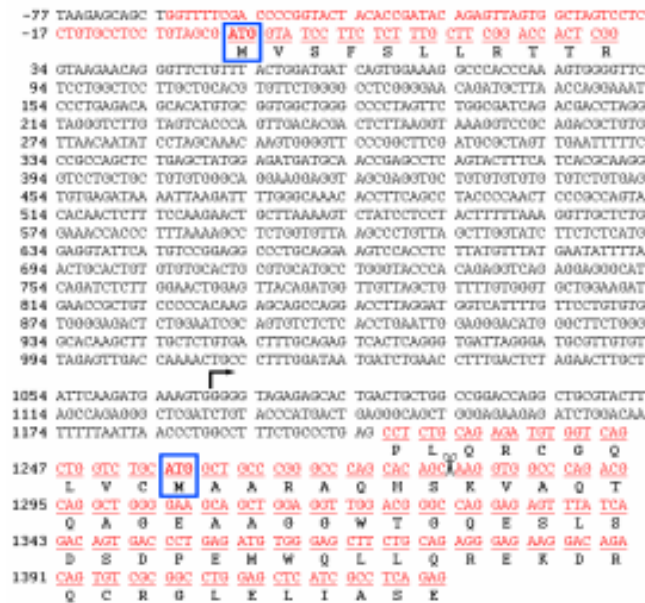 -77 TAAGAGCAGC TGGTTTTCGA CCCCGGTACT ACACCGATAC AGAGTTAGTG GGCTAGCTC
-17 CTGTGCCTCC TGTAGCG ATG GTA TCC TTC TCT TTG CTT CGG ACC ACT CGG
M V S F S L L R T T R
34 GTAAGAACAG GGTTCTGTTT ACTGGATGAT CAGTGGAAAG GCCCACCCAA AGTGGGGTTC
94 TCCTGGCTCC TTGCTGCACG TGTTCTGGGG CCTCGGGGAA CAGATGCTTA ACCAGGAAAT
154 CCCTGAGACA GCACATGTGC GGTGGCTGGG CCCCTAGTTC TGGCGATCAG ACGACCTAGG
214 TAGGGTCTTG TAGTCACCCA GTTGACACGA CTCTTAAGGT AAAGGTCCGC AGACGCTGTG
274 TTAACAATAT CCTAGCAAAC AAGTGGGGTT CCCGGCTTCG ATGCGCTAGT TGAATTTTTC
334 CCGCCAGCTC TGAGCTATGG AGATGATGCA ACCGAGCCTC AGTACTTTCA TCACGCAAGG
394 GTCCTGCTGC TGTGTGGGCA GGAAGGAGGT AGCGAGGTGC TGTGTGTGTG TCTGTGTGAG
454 TGTGAGATAA AATTAAGATT TTGGGCAAAC ACCTTCAGCC TACCCCAACT CCCGCCAGTA
514 CACAACTCTT TCCAAGAACT GCTTAAAAGT CTATCCTCCT ACTTTTTAAA GGTTGCTCTG
574 GAAACCACCC TTTAAAAGCC TCTGGTGTTA AGCCCTGTTA GCTTGGTATC TTCTCTCATG
634 GAGGTATTCA TGTCCGGAGG CCCTGCAGGA AGTCCACCTC TTATGTTTAT GAATATTTTA
694 ACTGCACTGT GTGTGCACTG CGTGCATGCC TGGGTACCCA CAGAGGTCAG AGGAGGGCAT
754 CAGATCTCTT GGAACTGGAG TTACAGATGG TTGTTAGCTG TTTTGTGGGT GCTGGAAGAT
814 GAACCGCTGT CCCCCACAAG AGCAGCCAGG ACCTTAGGAT GGTCATTTTG TTCCTGTGTG
874 TGGGGAGACT CTGGAATCGC AGTGTCTCTC ACCTGAATTG GAGGGACATG GGCTTCTGGG
934 GCACAAGCTT TGCTCTGTGA CTTTGCAGAG TCACTCAGGG TGATTAGGGA TGCGTTGTGT
994 TAGAGTTGAC CAAAACTGCC CTTTGGATAA TGATCTGAAC CTTTGACTCT AGAACTTGCT
1054 ATTCAAGATG AAAGTGGGGG TAGAGAGCAC TGACTGCTGG CCGGACCAGG CTGCGTACTT
1114 AGCCAGAGGG CTCGATCTGT ACCCATGACT GAGGGCAGCT GGGAGAAGAG ATCTGGACAA
1174 TTTTTAATTA ACCCTGGCCT TTCTGCCCTG AG CCT CTG CAG AGA TGT GGT CAG
P L Q R C G Q
1247 CTG GTC TGC ATG GCT GCC CGG GCC CAG CAC AGC AAG GTG GCC CAG ACG
L V C M A A R A Q H S K V A Q T
1295 CAG GCT GGG GAA GCA GCT GGA GGT TGG ACG GGC CAG GAG AGT TTA TCA
Q A G E A A G G W T G Q E S L S
1343 GAC AGT GAC CCT GAG ATG TGG GAG CTT CTG CAG AGG GAG AAG GAC AGA
D S D P E M W Q L L Q R E K D R
1391 CAG TGT CGC GGC CTG GAG CTC ATC GCC TCA GAG
Q C R G L E L I A S E